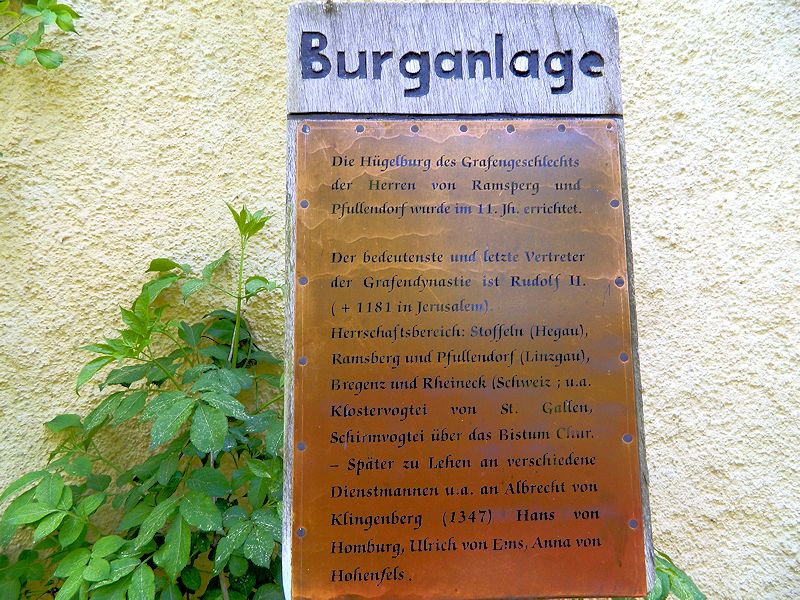 Burganlage
Die Hügelburg des Grafengeschlechts
der Herren von Ramsperg und
Pfullendorf wurde im 11. Jh. errichtet.
Der bedeutenste und letzte Vertreter
der Grafendynastie ist Rudolf II.
( + 1181 in Jerusalem).
Herrschaftsbereich: Stoffeln (Hegau),
Ramsberg und Pfullendorf (Linzgau),
Bregenz und Rheineck (Schweiz ; u.a.
Klostervogtei von St. Gallen,
Schirmvogtei über das Bistum Chur.
– Später zu Lehen an verschiedene
Dienstmannen u.a. an Albrecht von
Klingenberg (1347) Hans von
Homburg, Ulrich von Ems, Anna von
Hohenfels .